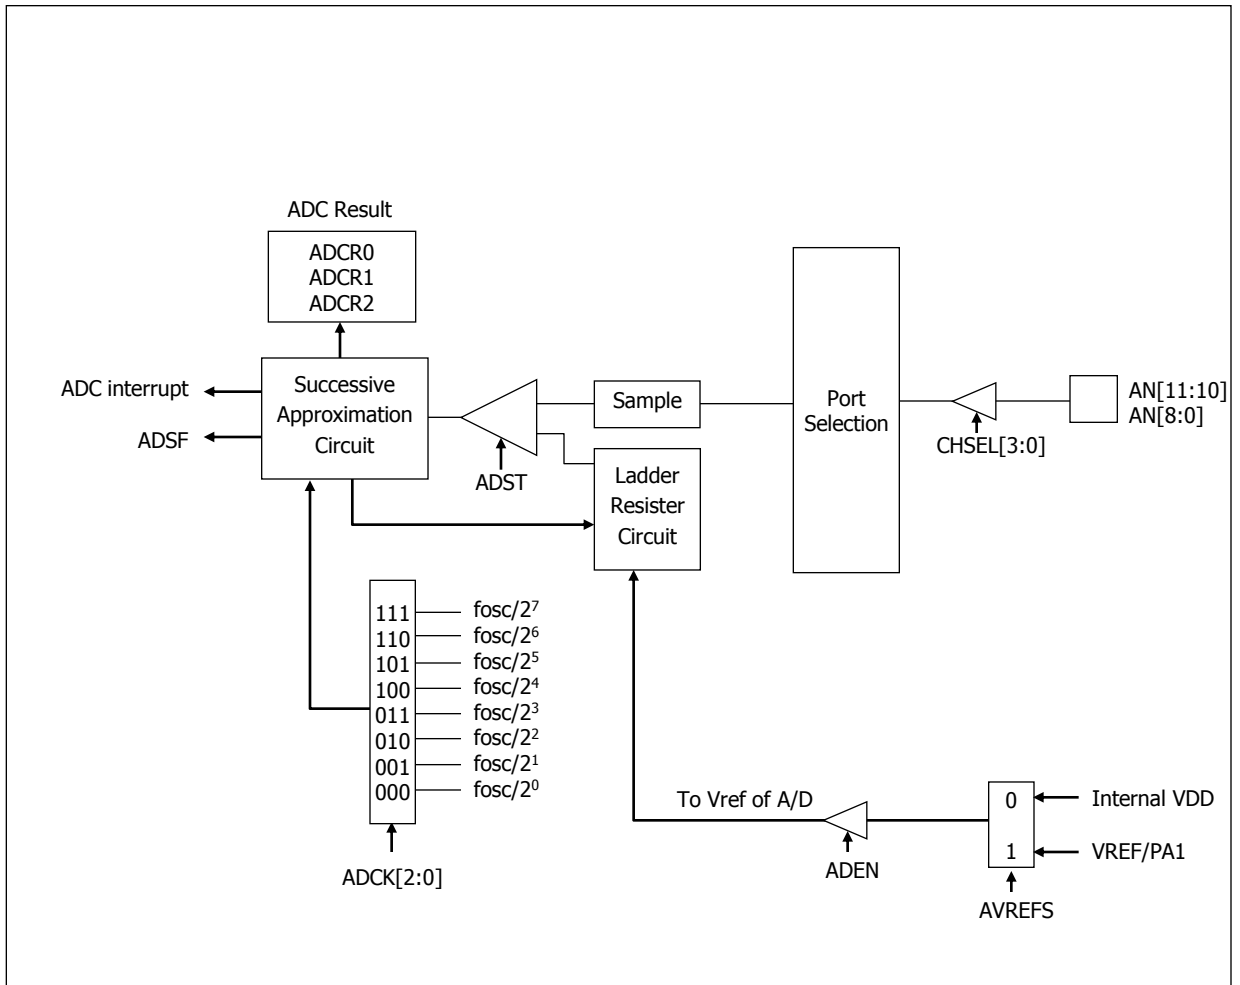 ADC Result
ADCR0
ADCR1
ADCR2
ADC interrupt
ADSF
Successive
Approximation
Circuit
ADST
Sample
Ladder
Resister
Circuit
Port
Selection
CHSEL[3:0]
AN[11:10]
AN[8:0]
111 fosc/2⁷
110 fosc/2⁶
101 fosc/2⁵
100 fosc/2⁴
011 fosc/2³
010 fosc/2²
001 fosc/2¹
000 fosc/2⁰
ADCK[2:0]
To Vref of A/D
ADEN
0 Internal VDD
1 VREF/PA1
AVREFS